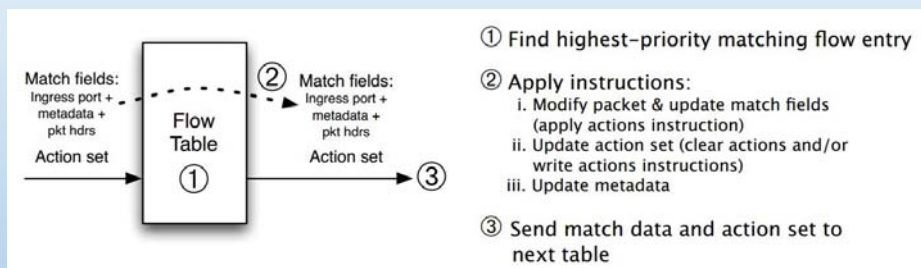 Match fields:
Ingress port +
metadata +
pkt hdrs
Action set
Flow
Table
①
②
Match fields:
Ingress port +
metadata +
pkt hdrs
Action set
③
① Find highest-priority matching flow entry
② Apply instructions:
i. Modify packet & update match fields
(apply actions instruction)
ii. Update action set (clear actions and/or
write actions instructions)
iii. Update metadata
③ Send match data and action set to
next table